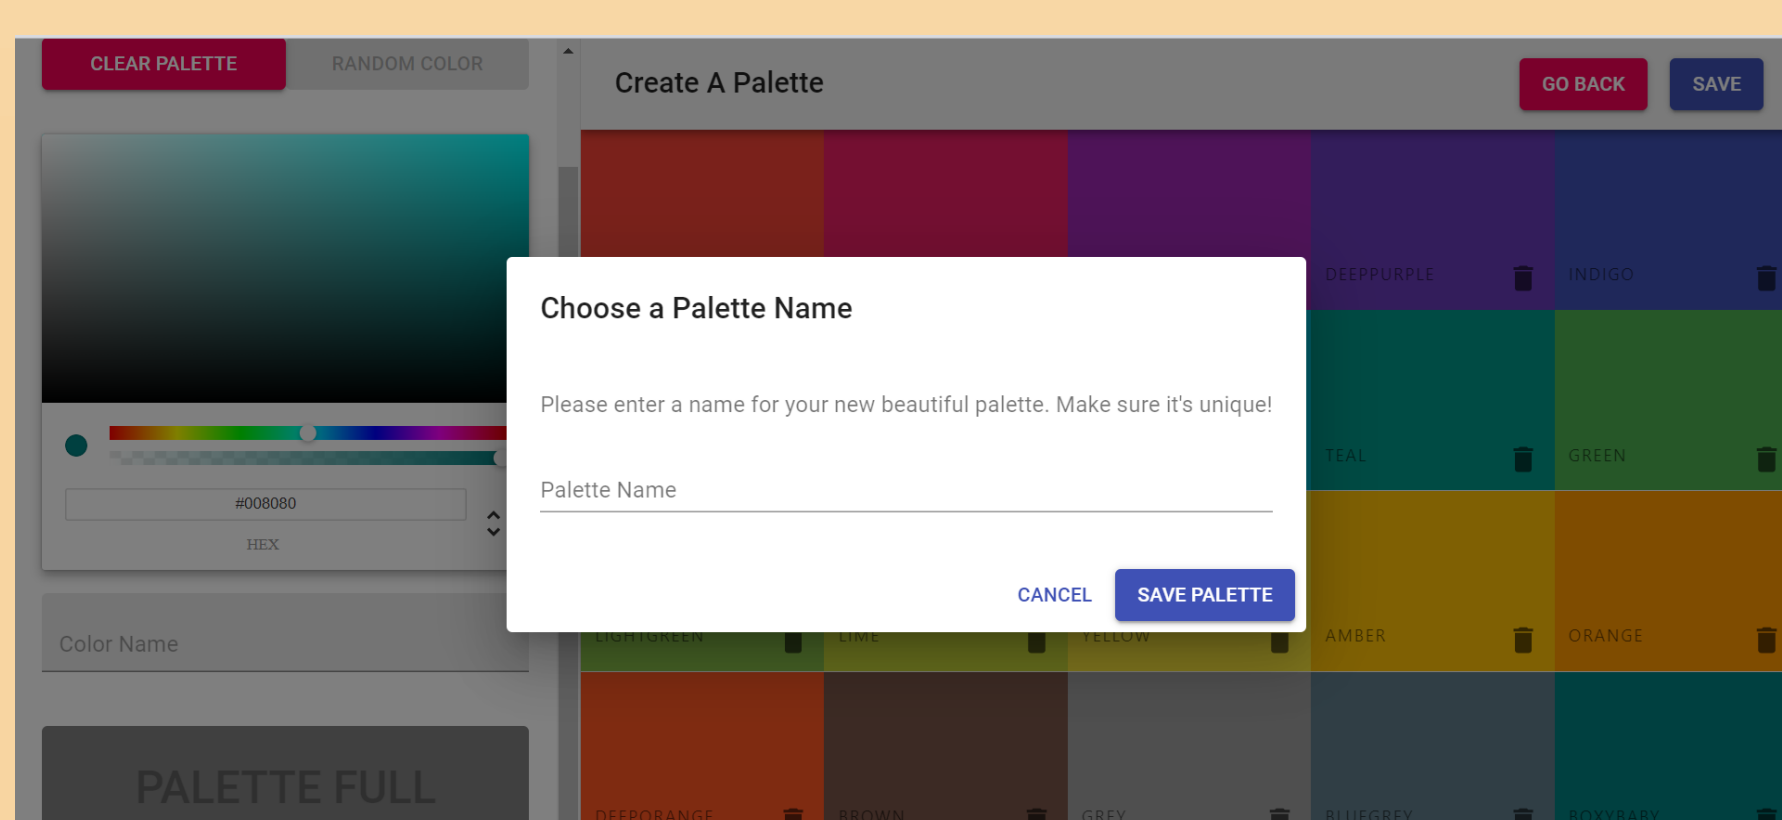 CLEAR PALETTE
RANDOM COLOR
Create A Palette
GO BACK
SAVE
DEEPPURPLE
INDIGO
Choose a Palette Name
Please enter a name for your new beautiful palette. Make sure it's unique!
Palette Name
CANCEL
SAVE PALETTE
TEAL
GREEN
#008080
HEX
Color Name
LIGHTGREEN
LIME
YELLOW
AMBER
ORANGE
PALETTE FULL
DEEPORANGE
BROWN
GREY
BLUEGREY
BOXYBABY